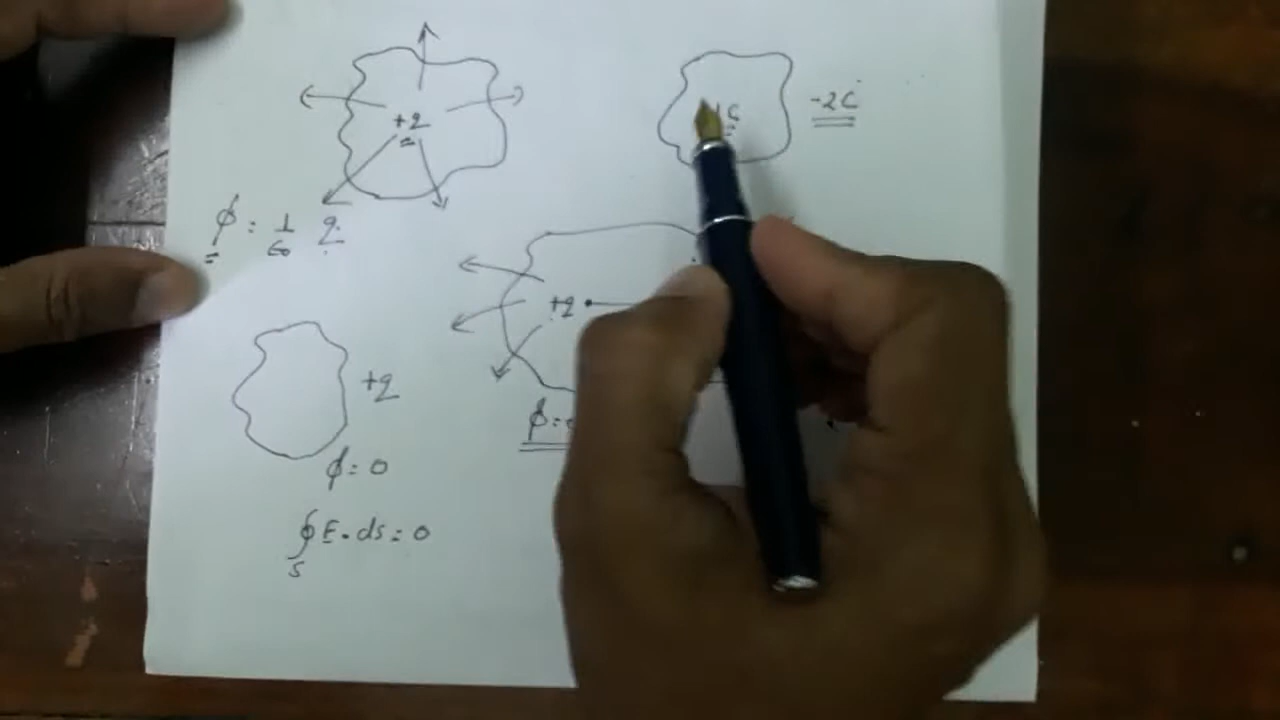 +q
-2C
ϕ = 1/ϵ₀ q
+q
+q
ϕ = 0
∮S E · ds = 0